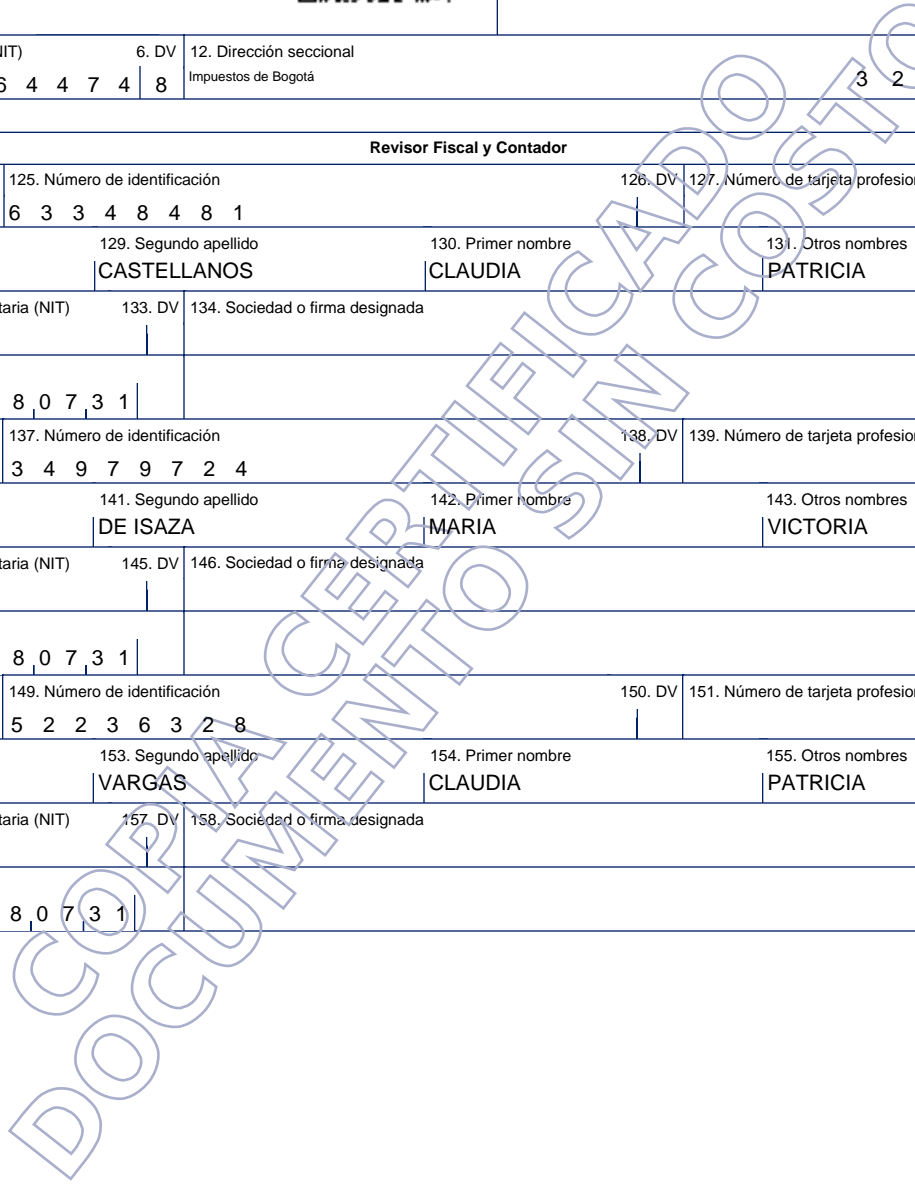 NIT) 6. DV 12. Dirección seccional
6 4 4 7 4 8 Impuestos de Bogotá 3 2
Revisor Fiscal y Contador
125. Número de identificación 126. DV 127. Número de tarjeta profesion
6 3 3 4 8 4 8 1
129. Segundo apellido 130. Primer nombre 131. Otros nombres
CASTELLANOS CLAUDIA PATRICIA
taria (NIT) 133. DV 134. Sociedad o firma designada
8 0 7 3 1
137. Número de identificación 138. DV 139. Número de tarjeta profesion
3 4 9 7 9 7 2 4
141. Segundo apellido 142. Primer nombre 143. Otros nombres
DE ISAZA MARIA VICTORIA
taria (NIT) 145. DV 146. Sociedad o firma designada
8 0 7 3 1
149. Número de identificación 150. DV 151. Número de tarjeta profesion
5 2 2 3 6 3 2 8
153. Segundo apellido 154. Primer nombre 155. Otros nombres
VARGAS CLAUDIA PATRICIA
taria (NIT) 157. DV 158. Sociedad o firma designada
8 0 7 3 1
COPIA CERTIFICADO
DOCUMENTO SIN COSTO